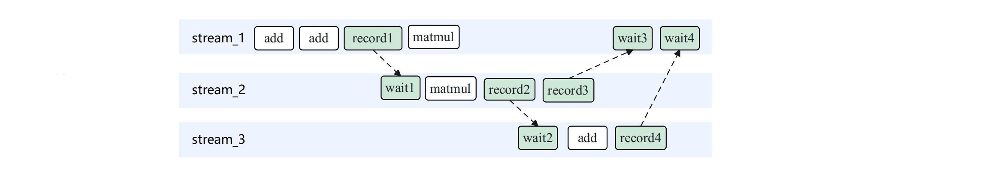 stream_1 add add record1 matmul wait3 wait4
stream_2 wait1 matmul record2 record3
stream_3 wait2 add record4